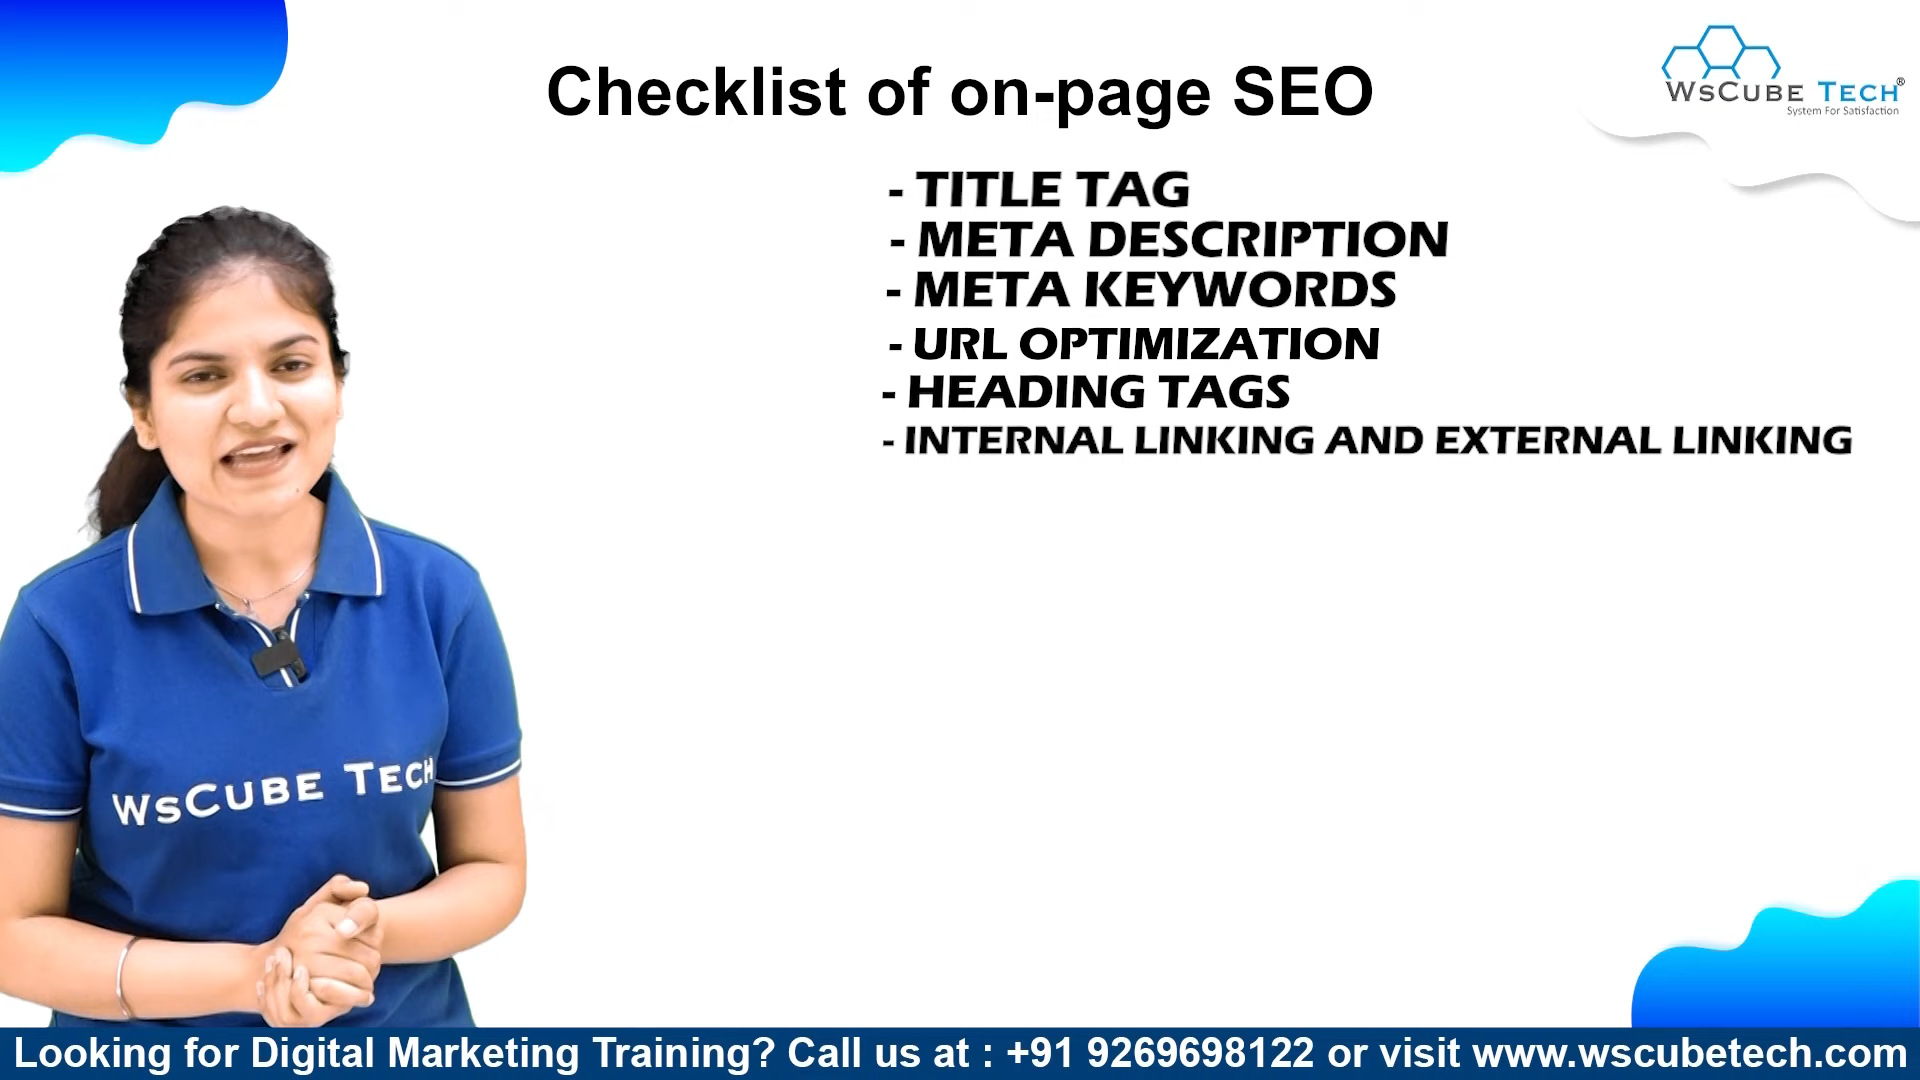 Checklist of on-page SEO
WSCUBE TECH®
System For Satisfaction
- TITLE TAG
- META DESCRIPTION
- META KEYWORDS
- URL OPTIMIZATION
- HEADING TAGS
- INTERNAL LINKING AND EXTERNAL LINKING
WSCUBE TECH
Looking for Digital Marketing Training? Call us at : +91 9269698122 or visit www.wscubetech.com